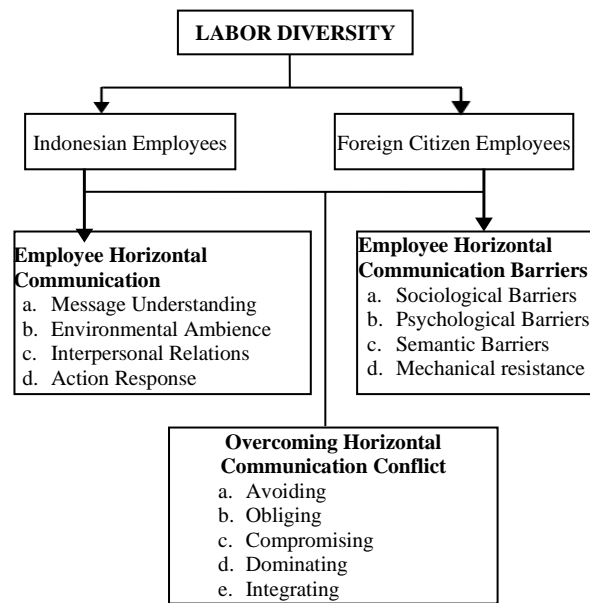 LABOR DIVERSITY
Indonesian Employees
Foreign Citizen Employees
Employee Horizontal
Communication
a. Message Understanding
b. Environmental Ambience
c. Interpersonal Relations
d. Action Response
Employee Horizontal
Communication Barriers
a. Sociological Barriers
b. Psychological Barriers
c. Semantic Barriers
d. Mechanical resistance
Overcoming Horizontal
Communication Conflict
a. Avoiding
b. Obliging
c. Compromising
d. Dominating
e. Integrating